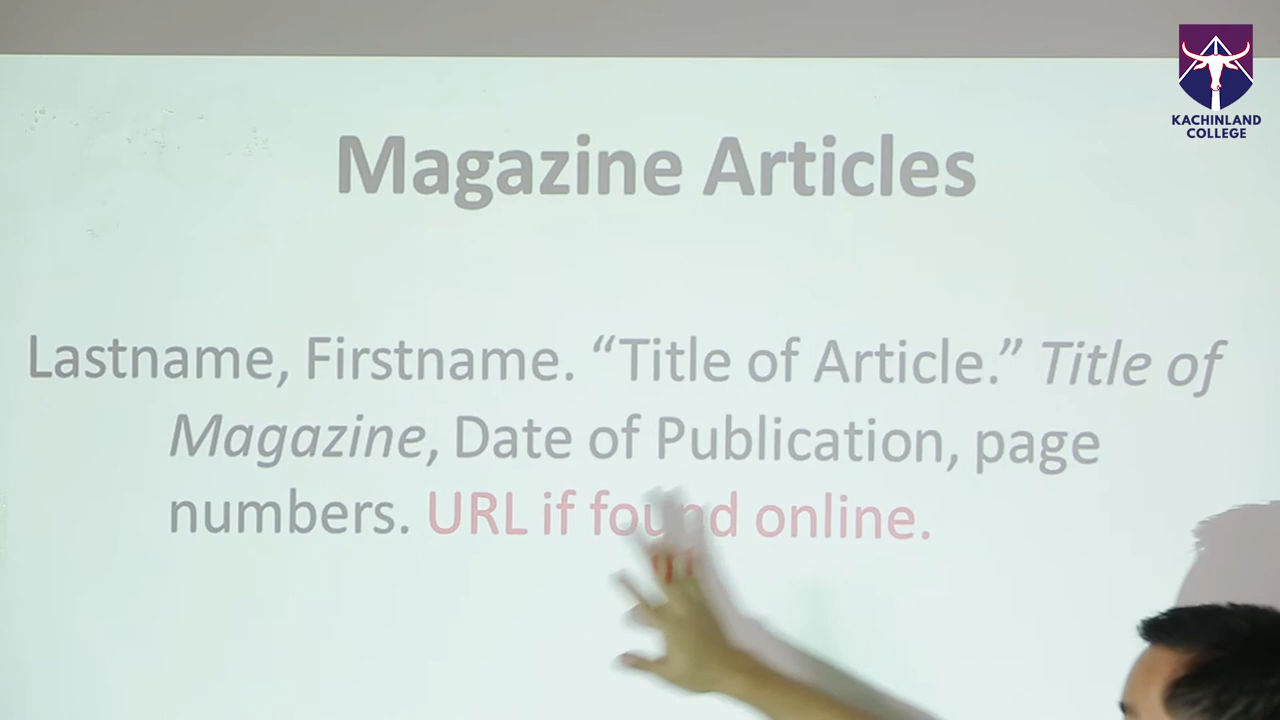 KACHINLAND
COLLEGE
Magazine Articles
Lastname, Firstname. “Title of Article.” Title of
Magazine, Date of Publication, page
numbers. URL if found online.